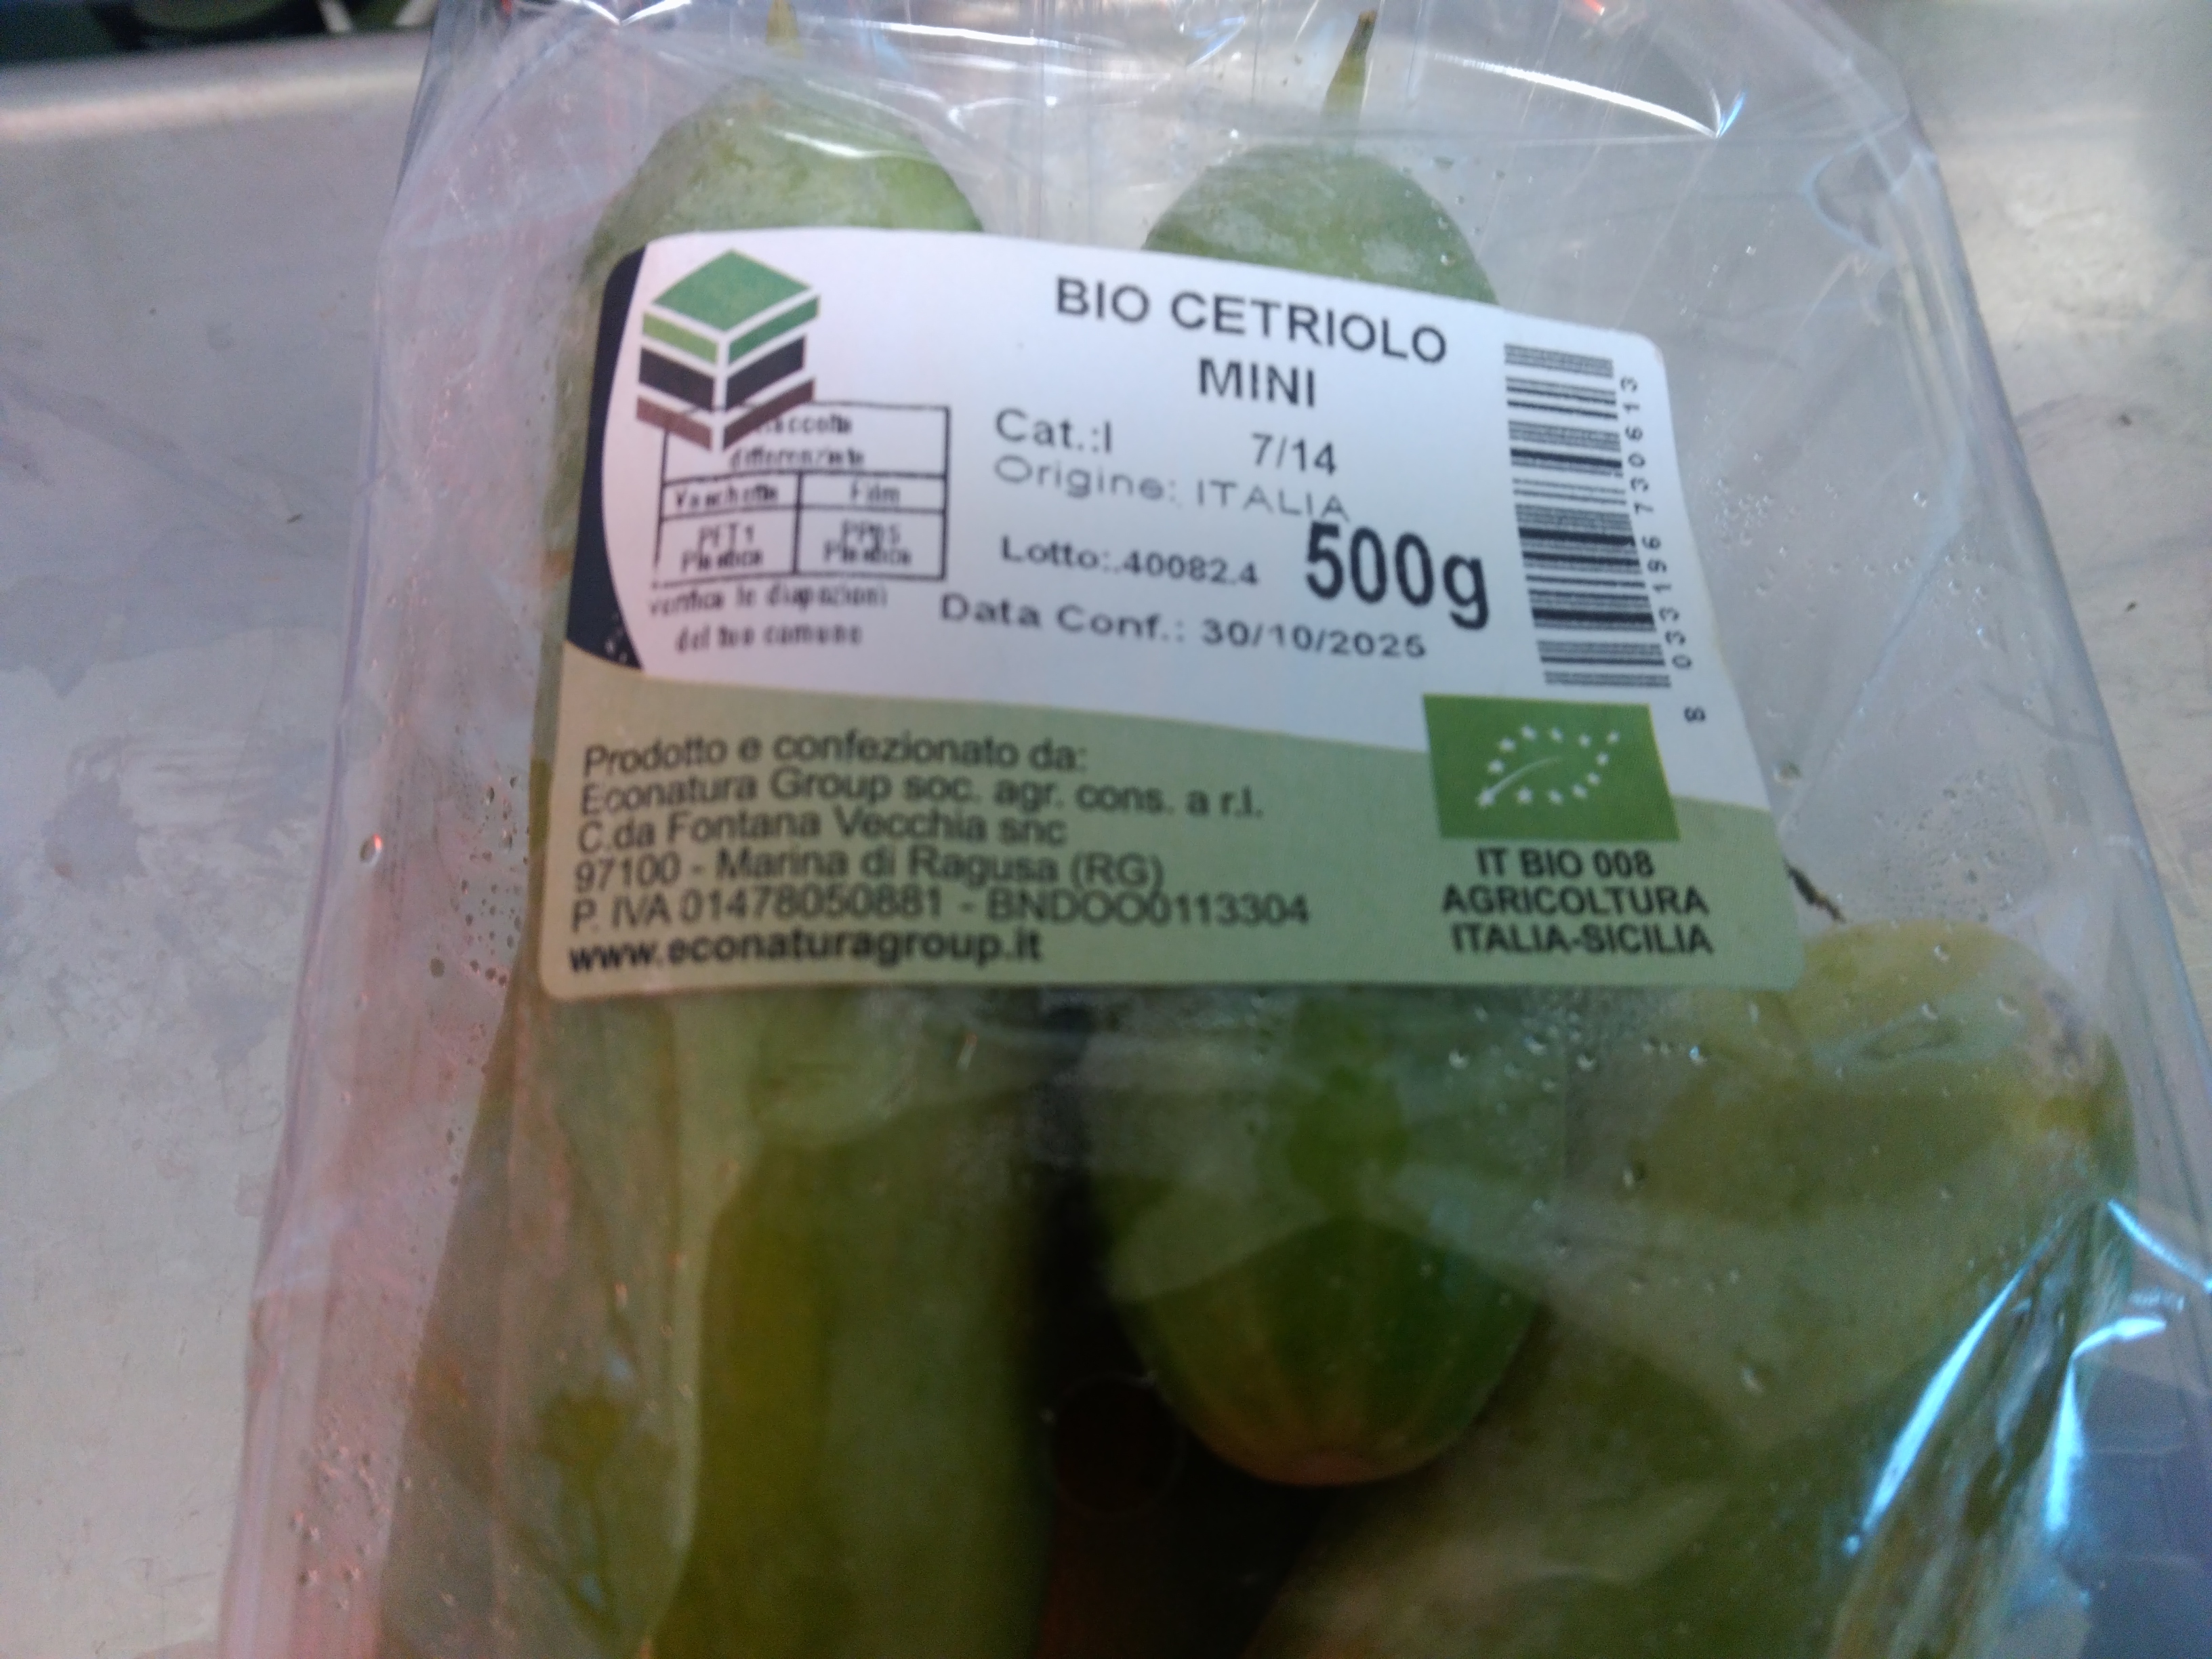 BIO CETRIOLO
MINI
Cat.:I 7/14
Origine: ITALIA
Lotto:.40082.4 500g
Data Conf.: 30/10/2025
raccolta
differenziata
Vaschetta Film
PET1 PP05
Plastica Plastica
verifica le disposizioni
del tuo comune
8 033196 730613
Prodotto e confezionato da:
Econatura Group soc. agr. cons. a r.l.
C.da Fontana Vecchia snc
97100 - Marina di Ragusa (RG)
P. IVA 01478050881 - BNDOO0113304
www.econaturagroup.it
IT BIO 008
AGRICOLTURA
ITALIA-SICILIA